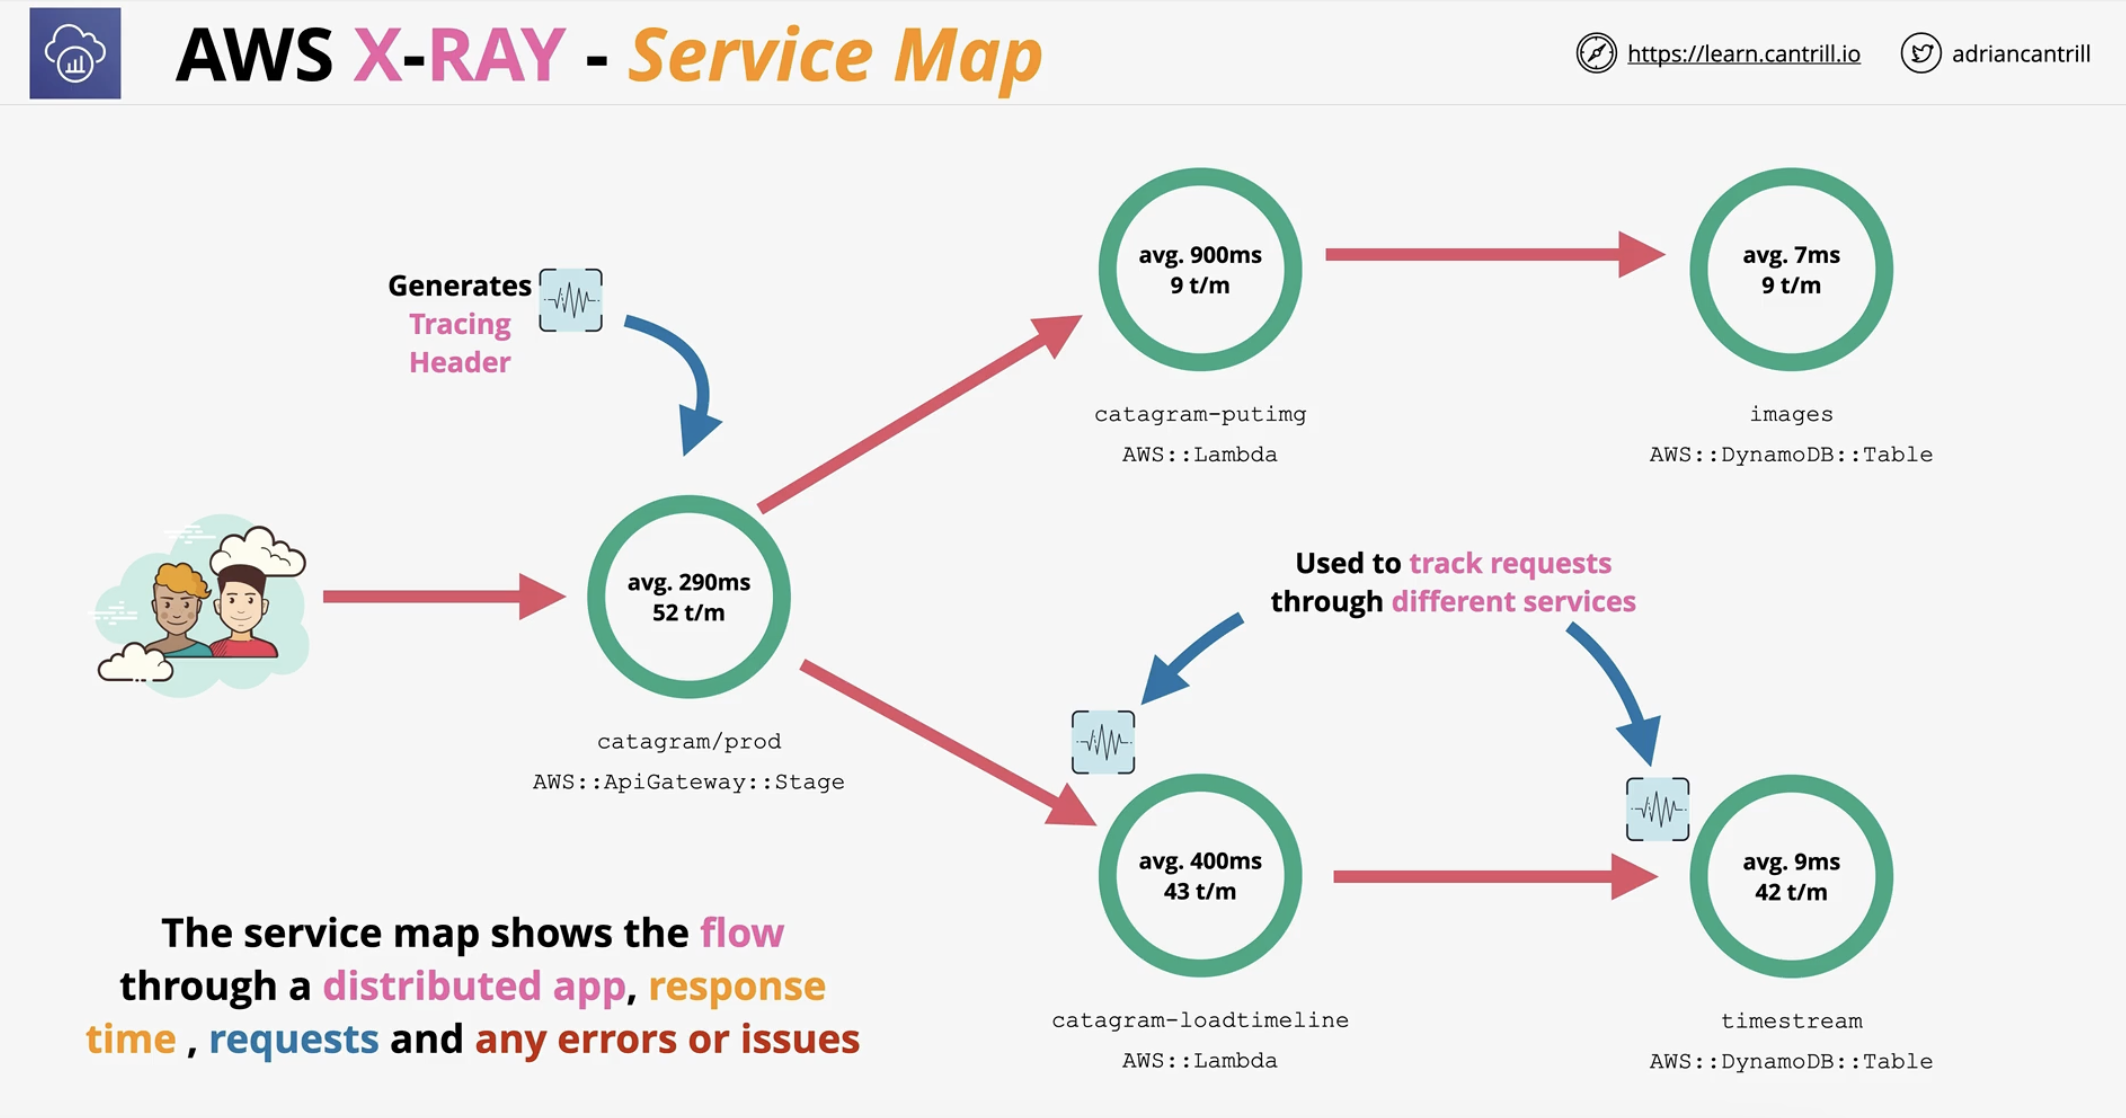 AWS X-RAY - Service Map
https://learn.cantrill.io
adriancantrill
Generates
Tracing
Header
avg. 900ms
9 t/m
catagram-putimg
AWS::Lambda
avg. 7ms
9 t/m
images
AWS::DynamoDB::Table
avg. 290ms
52 t/m
catagram/prod
AWS::ApiGateway::Stage
Used to track requests
through different services
avg. 400ms
43 t/m
catagram-loadtimeline
AWS::Lambda
avg. 9ms
42 t/m
timestream
AWS::DynamoDB::Table
The service map shows the flow
through a distributed app, response
time , requests and any errors or issues